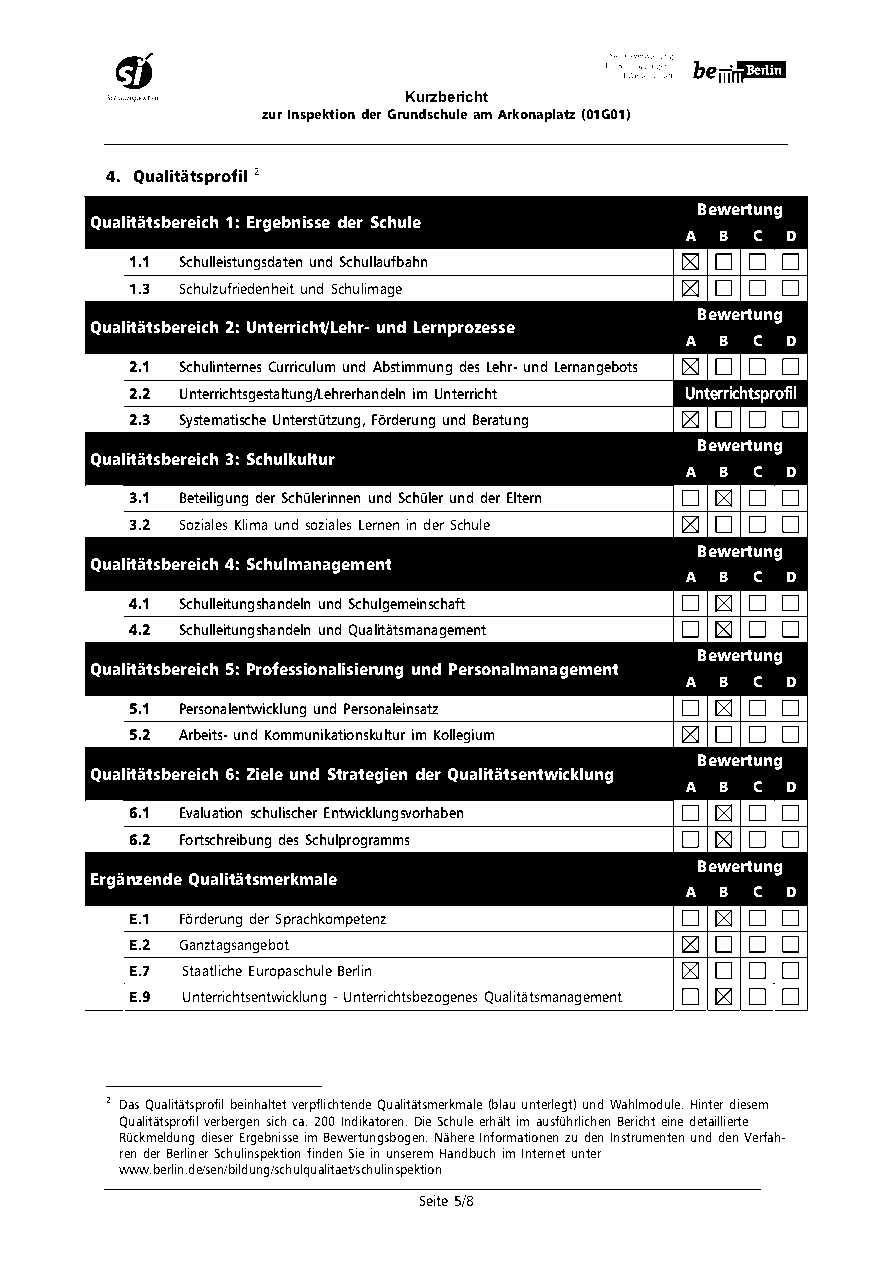 si
Kurzbericht
be Berlin
zur Inspektion der Grundschule am Arkonaplatz (01G01)
4. Qualitätsprofil 2
Qualitätsbereich 1: Ergebnisse der Schule Bewertung
A B C D
1.1 Schulleistungsdaten und Schullaufbahn ☒ ☐ ☐ ☐
1.3 Schulzufriedenheit und Schulimage ☒ ☐ ☐ ☐
Qualitätsbereich 2: Unterricht/Lehr- und Lernprozesse Bewertung
A B C D
2.1 Schulinternes Curriculum und Abstimmung des Lehr- und Lernangebots ☒ ☐ ☐ ☐
2.2 Unterrichtsgestaltung/Lehrerhandeln im Unterricht Unterrichtsprofil
2.3 Systematische Unterstützung, Förderung und Beratung ☒ ☐ ☐ ☐
Qualitätsbereich 3: Schulkultur Bewertung
A B C D
3.1 Beteiligung der Schülerinnen und Schüler und der Eltern ☐ ☒ ☐ ☐
3.2 Soziales Klima und soziales Lernen in der Schule ☒ ☐ ☐ ☐
Qualitätsbereich 4: Schulmanagement Bewertung
A B C D
4.1 Schulleitungshandeln und Schulgemeinschaft ☐ ☒ ☐ ☐
4.2 Schulleitungshandeln und Qualitätsmanagement ☐ ☒ ☐ ☐
Qualitätsbereich 5: Professionalisierung und Personalmanagement Bewertung
A B C D
5.1 Personalentwicklung und Personaleinsatz ☐ ☒ ☐ ☐
5.2 Arbeits- und Kommunikationskultur im Kollegium ☒ ☐ ☐ ☐
Qualitätsbereich 6: Ziele und Strategien der Qualitätsentwicklung Bewertung
A B C D
6.1 Evaluation schulischer Entwicklungsvorhaben ☐ ☒ ☐ ☐
6.2 Fortschreibung des Schulprogramms ☐ ☒ ☐ ☐
Ergänzende Qualitätsmerkmale Bewertung
A B C D
E.1 Förderung der Sprachkompetenz ☐ ☒ ☐ ☐
E.2 Ganztagsangebot ☒ ☐ ☐ ☐
E.7 Staatliche Europaschule Berlin ☒ ☐ ☐ ☐
E.9 Unterrichtsentwicklung - Unterrichtsbezogenes Qualitätsmanagement ☐ ☒ ☐ ☐
2 Das Qualitätsprofil beinhaltet verpflichtende Qualitätsmerkmale (blau unterlegt) und Wahlmodule. Hinter diesem
Qualitätsprofil verbergen sich ca. 200 Indikatoren. Die Schule erhält im ausführlichen Bericht eine detaillierte
Rückmeldung dieser Ergebnisse im Bewertungsbogen. Nähere Informationen zu den Instrumenten und den Verfah-
ren der Berliner Schulinspektion finden Sie in unserem Handbuch im Internet unter
www.berlin.de/sen/bildung/schulqualitaet/schulinspektion
Seite 5/8